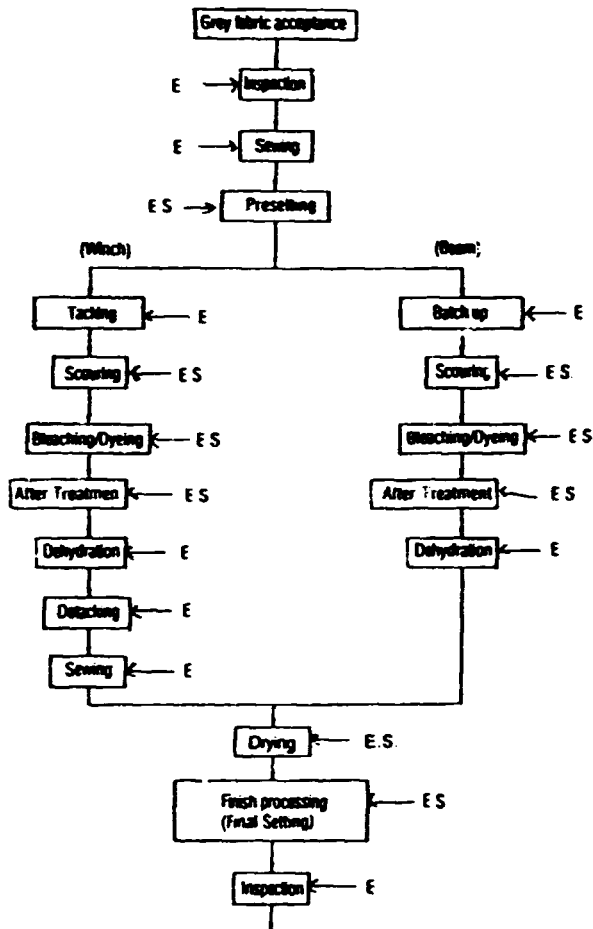 Grey fabric acceptance
E
Inspection
E
Sewing
E S
Presetting
(Winch)
(Beam)
Tacking
E
Batch up
E
Scouring
E S
Scouring
E S.
Bleaching/Dyeing
E S
Bleaching/Dyeing
E S
After Treatmen
E S
After Treatment
E S
Dehydration
E
Dehydration
E
Detacking
E
Sewing
E
Drying
E.S.
Finish processing
(Final Setting)
E S
Inspection
E